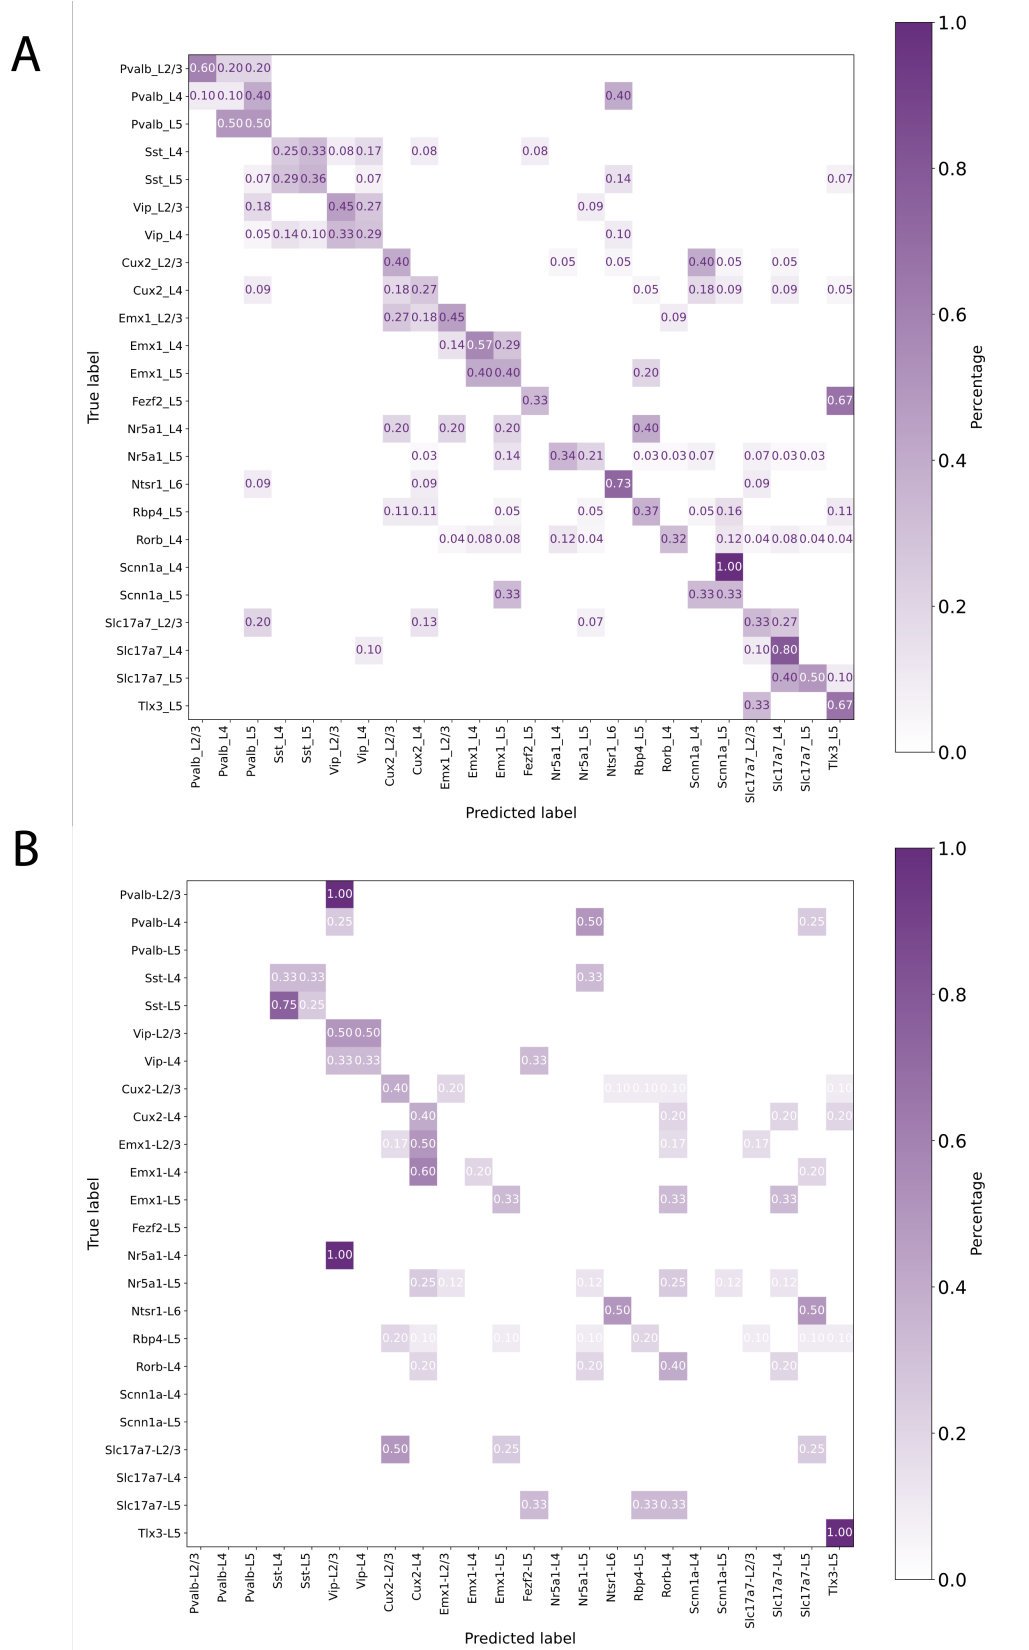 A
Pvalb_L2/3 0.60 0.20 0.20
Pvalb_L4 0.10 0.10 0.40 0.40
Pvalb_L5 0.50 0.50
Sst_L4 0.25 0.33 0.08 0.17 0.08 0.08
Sst_L5 0.07 0.29 0.36 0.07 0.14 0.07
Vip_L2/3 0.18 0.45 0.27 0.09
Vip_L4 0.05 0.14 0.10 0.33 0.29 0.10
Cux2_L2/3 0.40 0.05 0.05 0.40 0.05 0.05
Cux2_L4 0.09 0.18 0.27 0.05 0.18 0.09 0.09 0.05
Emx1_L2/3 0.27 0.18 0.45 0.09
Emx1_L4 0.14 0.57 0.29
Emx1_L5 0.40 0.40 0.20
Fezf2_L5 0.33 0.67
Nr5a1_L4 0.20 0.20 0.20 0.40
Nr5a1_L5 0.03 0.14 0.34 0.21 0.03 0.03 0.07 0.07 0.03 0.03
Ntsr1_L6 0.09 0.09 0.73 0.09
Rbp4_L5 0.11 0.11 0.05 0.05 0.37 0.05 0.16 0.11
Rorb_L4 0.04 0.08 0.08 0.12 0.04 0.32 0.12 0.04 0.08 0.04 0.04
Scnn1a_L4 1.00
Scnn1a_L5 0.33 0.33 0.33
Slc17a7_L2/3 0.20 0.13 0.07 0.33 0.27
Slc17a7_L4 0.10 0.10 0.80
Slc17a7_L5 0.40 0.50 0.10
Tlx3_L5 0.33 0.67
True label
Pvalb_L2/3 Pvalb_L4 Pvalb_L5 Sst_L4 Sst_L5 Vip_L2/3 Vip_L4 Cux2_L2/3 Cux2_L4 Emx1_L2/3 Emx1_L4 Emx1_L5 Fezf2_L5 Nr5a1_L4 Nr5a1_L5 Ntsr1_L6 Rbp4_L5 Rorb_L4 Scnn1a_L4 Scnn1a_L5 Slc17a7_L2/3 Slc17a7_L4 Slc17a7_L5 Tlx3_L5
Predicted label
1.0
0.8
0.6
0.4
0.2
0.0
Percentage
B
Pvalb-L2/3 1.00
Pvalb-L4 0.25 0.50 0.25
Pvalb-L5
Sst-L4 0.33 0.33 0.33
Sst-L5 0.75 0.25
Vip-L2/3 0.50 0.50
Vip-L4 0.33 0.33 0.33
Cux2-L2/3 0.40 0.20 0.10 0.10 0.10 0.10
Cux2-L4 0.40 0.20 0.20 0.20
Emx1-L2/3 0.17 0.50 0.17 0.17
Emx1-L4 0.60 0.20 0.20
Emx1-L5 0.33 0.33 0.33
Fezf2-L5
Nr5a1-L4 1.00
Nr5a1-L5 0.25 0.12 0.12 0.25 0.12 0.12
Ntsr1-L6 0.50 0.50
Rbp4-L5 0.20 0.10 0.10 0.10 0.20 0.10 0.10 0.10
Rorb-L4 0.20 0.20 0.40 0.20
Scnn1a-L4
Scnn1a-L5
Slc17a7-L2/3 0.50 0.25 0.25
Slc17a7-L4
Slc17a7-L5 0.33 0.33 0.33
Tlx3-L5 1.00
True label
Pvalb-L2/3 Pvalb-L4 Pvalb-L5 Sst-L4 Sst-L5 Vip-L2/3 Vip-L4 Cux2-L2/3 Cux2-L4 Emx1-L2/3 Emx1-L4 Emx1-L5 Fezf2-L5 Nr5a1-L4 Nr5a1-L5 Ntsr1-L6 Rbp4-L5 Rorb-L4 Scnn1a-L4 Scnn1a-L5 Slc17a7-L2/3 Slc17a7-L4 Slc17a7-L5 Tlx3-L5
Predicted label
1.0
0.8
0.6
0.4
0.2
0.0
Percentage